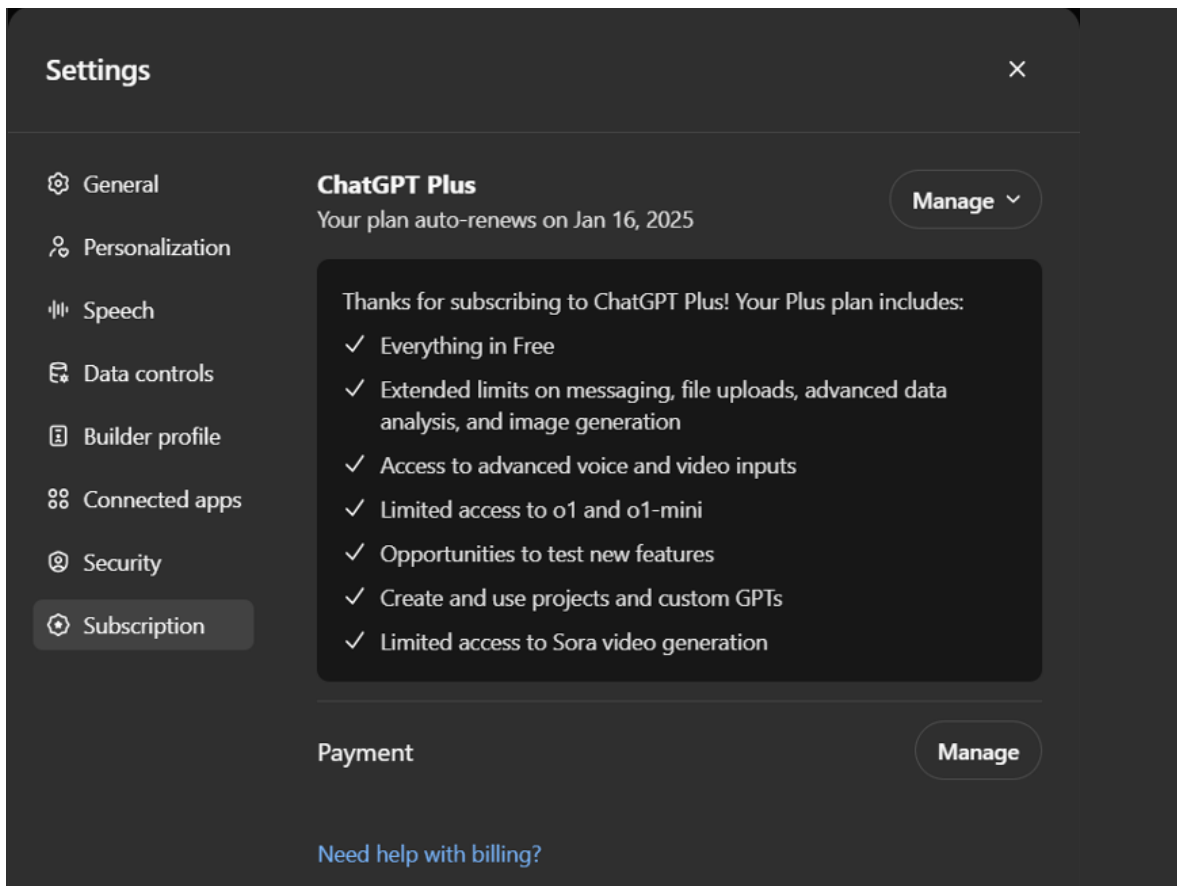 Settings
General
Personalization
Speech
Data controls
Builder profile
Connected apps
Security
Subscription
ChatGPT Plus
Your plan auto-renews on Jan 16, 2025
Manage
Thanks for subscribing to ChatGPT Plus! Your Plus plan includes:
Everything in Free
Extended limits on messaging, file uploads, advanced data
analysis, and image generation
Access to advanced voice and video inputs
Limited access to o1 and o1-mini
Opportunities to test new features
Create and use projects and custom GPTs
Limited access to Sora video generation
Payment
Manage
Need help with billing?